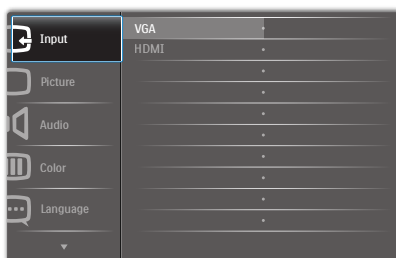 Input
VGA
HDMI
Picture
Audio
Color
Language